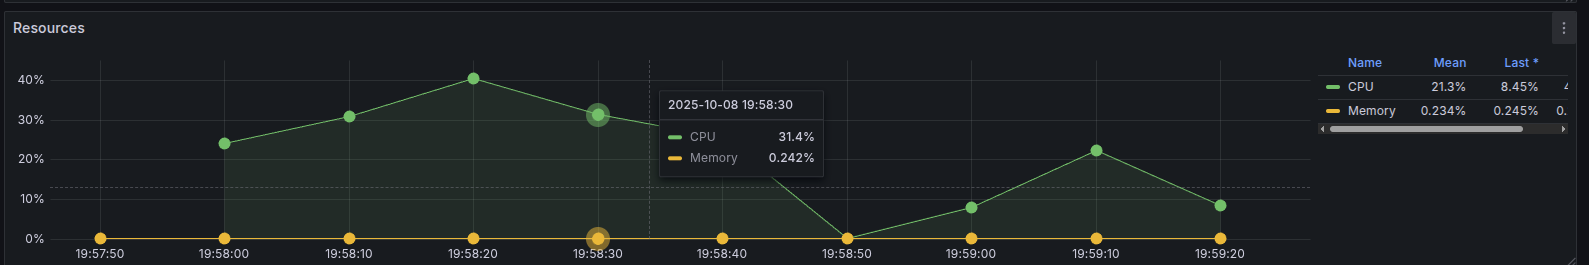 Resources
40%
30%
20%
10%
0%
19:57:50 19:58:00 19:58:10 19:58:20 19:58:30 19:58:40 19:58:50 19:59:00 19:59:10 19:59:20
2025-10-08 19:58:30
CPU 31.4%
Memory 0.242%
Name Mean Last *
CPU 21.3% 8.45%
Memory 0.234% 0.245% 0.